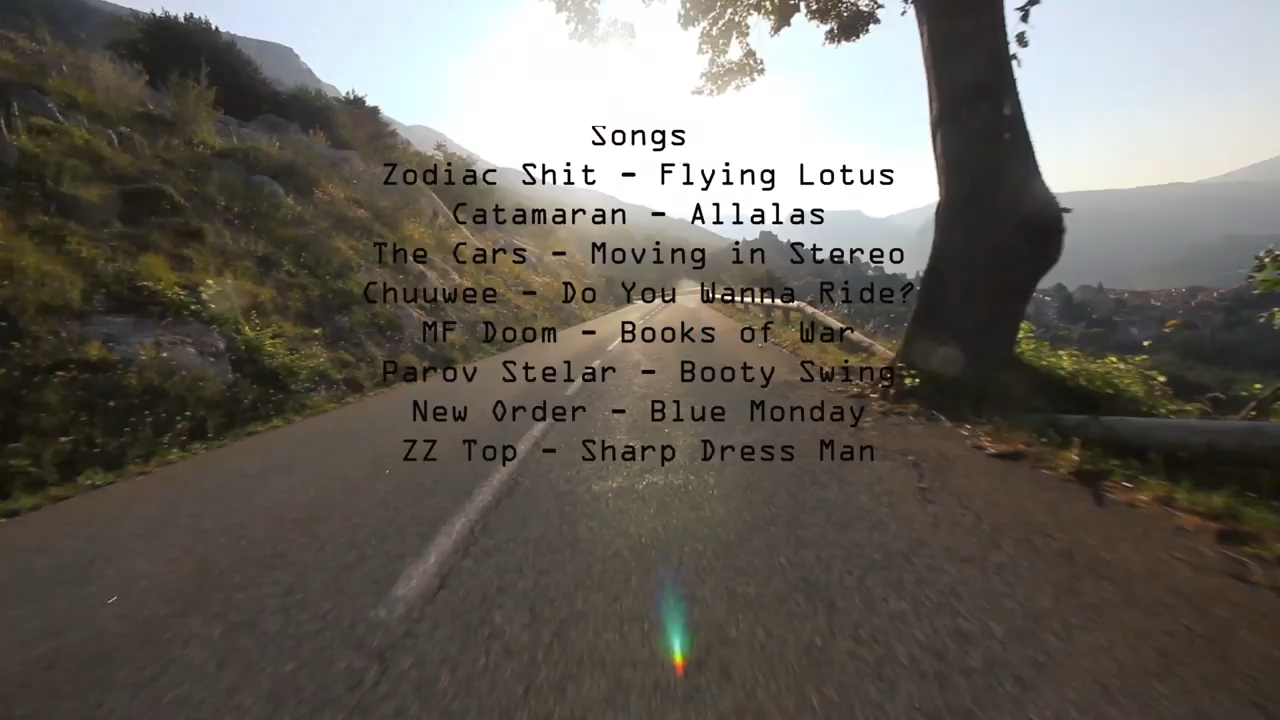 Songs
Zodiac Shit - Flying Lotus
Catamaran - Allalas
The Cars - Moving in Stereo
Chuuwee - Do You Wanna Ride?
MF Doom - Books of War
Parov Stelar - Booty Swing
New Order - Blue Monday
ZZ Top - Sharp Dress Man